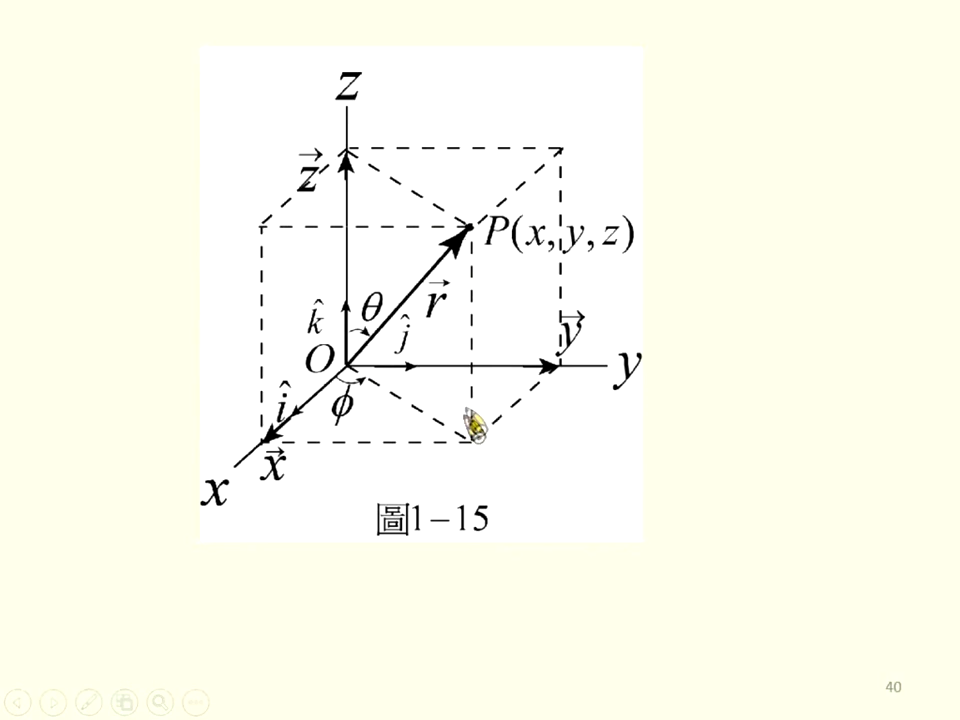 z
z⃗
P(x, y, z)
k̂
θ
r⃗
ĵ
y⃗
O
y
î
ϕ
x⃗
x
圖1-15
40